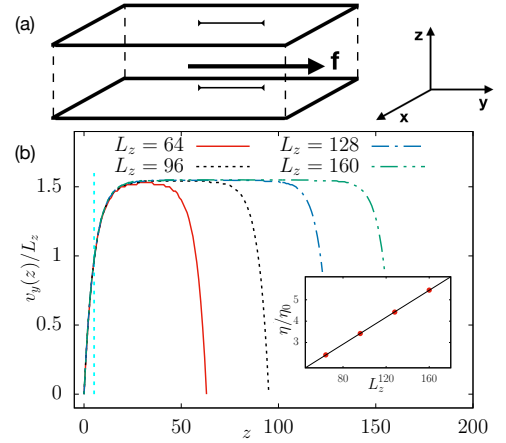 (a)
f
z
y
x
(b)
L_z = 64
L_z = 128
L_z = 96
L_z = 160
1.5
1
0.5
0
v_y(z)/L_z
5
4
3
η/η_0
80
120
160
L_z
0
50
100
150
200
z